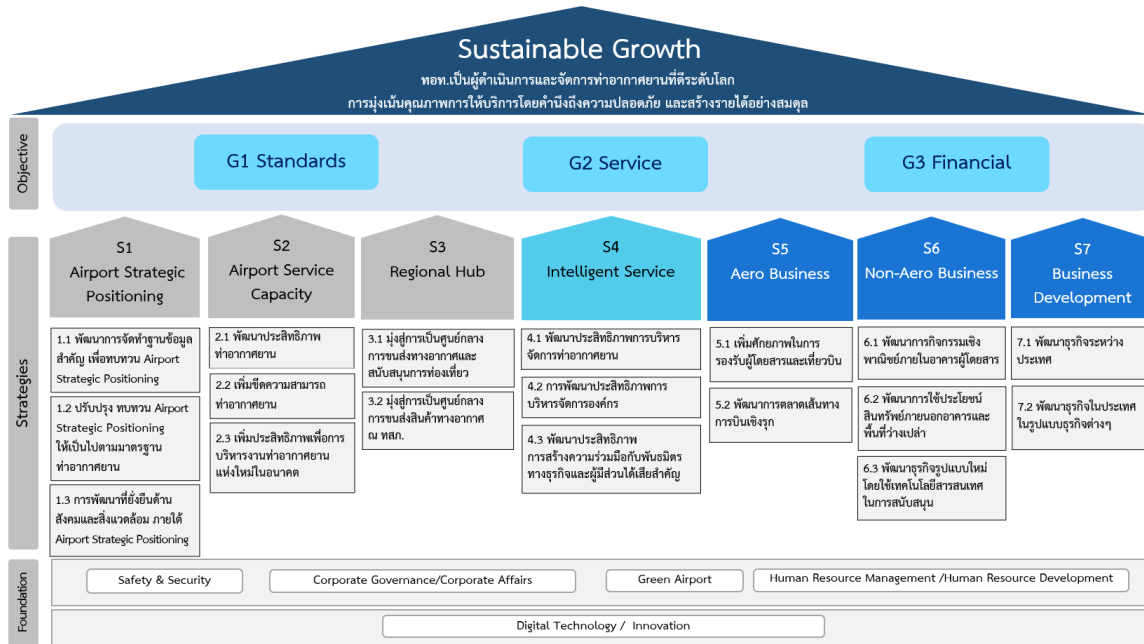 Sustainable Growth
ทอท.เป็นผู้ดำเนินการและจัดการท่าอากาศยานที่ดีระดับโลก
การมุ่งเน้นคุณภาพการให้บริการโดยคำนึงถึงความปลอดภัย และสร้างรายได้อย่างสมดุล
Objective
G1 Standards
G2 Service
G3 Financial
Strategies
S1
Airport Strategic
Positioning
1.1 พัฒนาการจัดทำฐานข้อมูล
สำคัญ เพื่อทบทวน Airport
Strategic Positioning
1.2 ปรับปรุง ทบทวน Airport
Strategic Positioning
ให้เป็นไปตามมาตรฐาน
ท่าอากาศยาน
1.3 การพัฒนาที่ยั่งยืนด้าน
สังคมและสิ่งแวดล้อม ภายใต้
Airport Strategic Positioning
S2
Airport Service
Capacity
2.1 พัฒนาประสิทธิภาพ
ท่าอากาศยาน
2.2 เพิ่มขีดความสามารถ
ท่าอากาศยาน
2.3 เพิ่มประสิทธิภาพเพื่อการ
บริหารงานท่าอากาศยาน
แห่งใหม่ในอนาคต
S3
Regional Hub
3.1 มุ่งสู่การเป็นศูนย์กลาง
การขนส่งทางอากาศและ
สนับสนุนการท่องเที่ยว
3.2 มุ่งสู่การเป็นศูนย์กลาง
การขนส่งสินค้าทางอากาศ
ณ ทสภ.
S4
Intelligent Service
4.1 พัฒนาประสิทธิภาพการบริหาร
จัดการท่าอากาศยาน
4.2 การพัฒนาประสิทธิภาพการ
บริหารจัดการองค์กร
4.3 พัฒนาประสิทธิภาพ
การสร้างความร่วมมือกับพันธมิตร
ทางธุรกิจและผู้มีส่วนได้เสียสำคัญ
S5
Aero Business
5.1 เพิ่มศักยภาพในการ
รองรับผู้โดยสารและเที่ยวบิน
5.2 พัฒนาการตลาดเส้นทาง
การบินเชิงรุก
S6
Non-Aero Business
6.1 พัฒนาการกิจกรรมเชิง
พาณิชย์ภายในอาคารผู้โดยสาร
6.2 พัฒนาการใช้ประโยชน์
สินทรัพย์ภายนอกอาคารและ
พื้นที่ว่างเปล่า
6.3 พัฒนาธุรกิจรูปแบบใหม่
โดยใช้เทคโนโลยีสารสนเทศ
ในการสนับสนุน
S7
Business
Development
7.1 พัฒนาธุรกิจระหว่าง
ประเทศ
7.2 พัฒนาธุรกิจในประเทศ
ในรูปแบบธุรกิจต่างๆ
Foundation
Safety & Security
Corporate Governance/Corporate Affairs
Green Airport
Human Resource Management /Human Resource Development
Digital Technology / Innovation